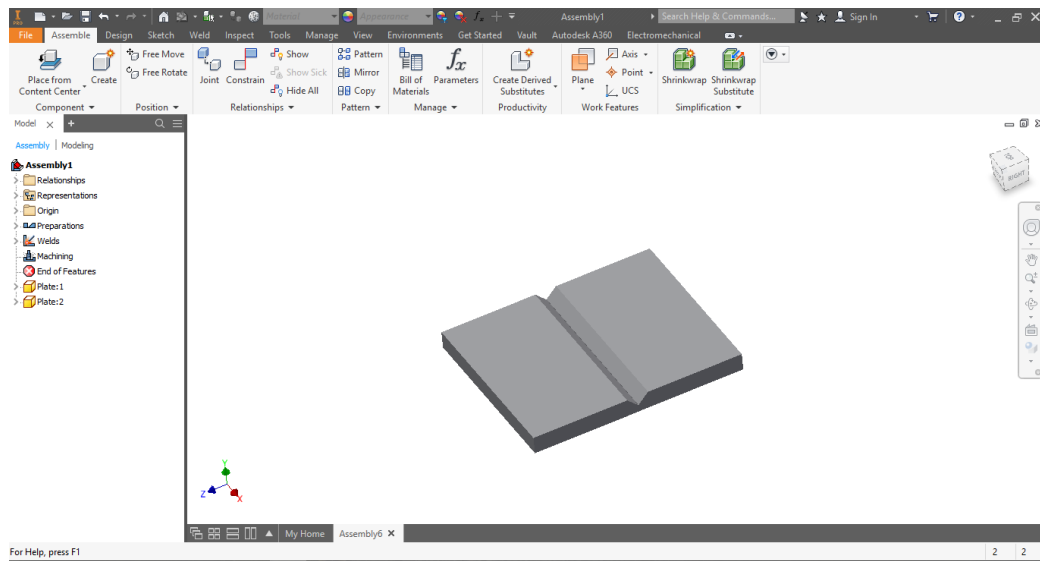 PRO
Material
Appearance
Assembly1
Search Help & Commands...
Sign In
File Assemble Design Sketch Weld Inspect Tools Manage View Environments Get Started Vault Autodesk A360 Electromechanical
Place from
Content Center
Create
Component
Free Move
Free Rotate
Position
Joint
Constrain
Show
Show Sick
Hide All
Relationships
Pattern
Mirror
Copy
Pattern
Bill of
Materials
fx
Parameters
Manage
Create Derived
Substitutes
Productivity
Plane
Axis
Point
UCS
Work Features
Shrinkwrap
Shrinkwrap
Substitute
Simplification
Model
Assembly | Modeling
Assembly1
Relationships
Representations
Origin
Preparations
Welds
Machining
End of Features
Plate:1
Plate:2
RIGHT
Y
Z
X
My Home
Assembly6
For Help, press F1
2 2